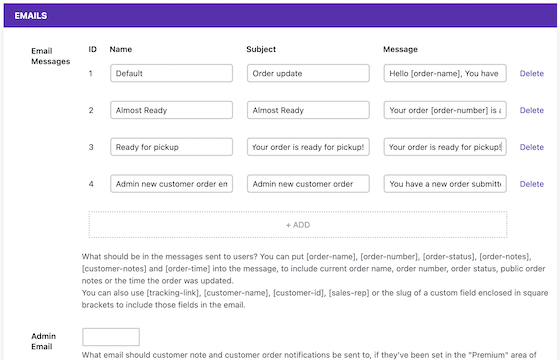 EMAILS
Email Messages
ID Name Subject Message
1 Default Order update Hello [order-name], You have Delete
2 Almost Ready Almost Ready Your order [order-number] is Delete
3 Ready for pickup Your order is ready for pickup! Your order is ready for pickup! Delete
4 Admin new customer order en Admin new customer order You have a new order submitte Delete
+ ADD
What should be in the messages sent to users? You can put [order-name], [order-number], [order-status], [order-notes],
[customer-notes] and [order-time] into the message, to include current order name, order number, order status, public order
notes or the time the order was updated.
You can also use [tracking-link], [customer-name], [customer-id], [sales-rep] or the slug of a custom field enclosed in square
brackets to include those fields in the email.
Admin
Email
What email should customer note and customer order notifications be sent to, if they've been set in the "Premium" area of